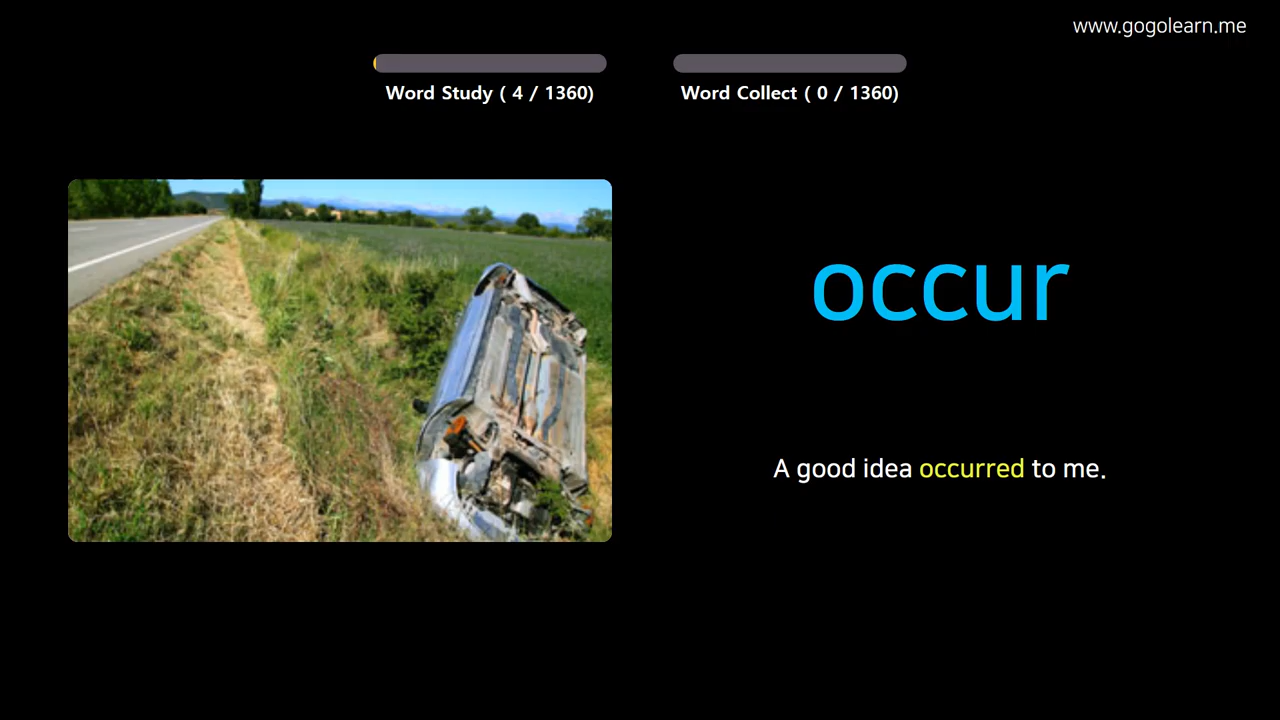 www.gogolearn.me
Word Study ( 4 / 1360)
Word Collect ( 0 / 1360)
occur
A good idea occurred to me.